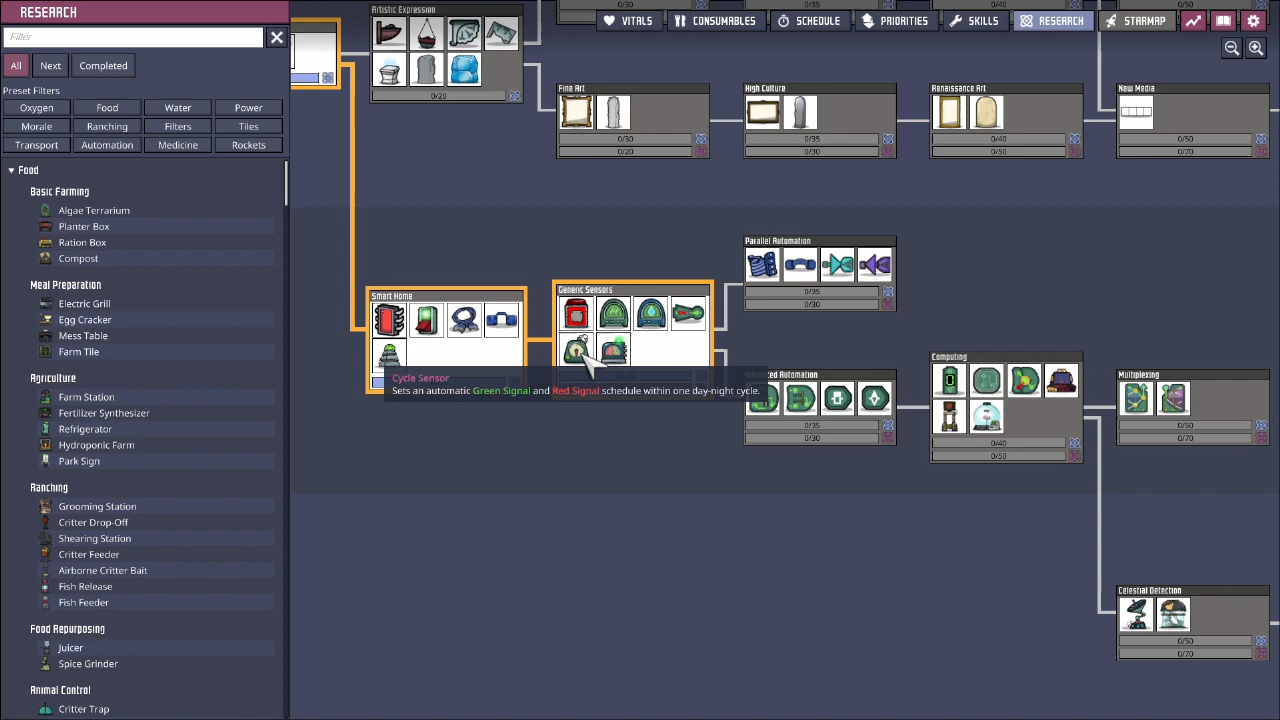 RESEARCH
Filter
All Next Completed
Preset Filters
Oxygen Food Water Power
Morale Ranching Filters Tiles
Transport Automation Medicine Rockets
Food
Basic Farming
Algae Terrarium
Planter Box
Ration Box
Compost
Meal Preparation
Electric Grill
Egg Cracker
Mess Table
Farm Tile
Agriculture
Farm Station
Fertilizer Synthesizer
Refrigerator
Hydroponic Farm
Park Sign
Ranching
Grooming Station
Critter Drop-Off
Shearing Station
Critter Feeder
Airborne Critter Bait
Fish Release
Fish Feeder
Food Repurposing
Juicer
Spice Grinder
Animal Control
Critter Trap
VITALS CONSUMABLES SCHEDULE PRIORITIES SKILLS RESEARCH STARMAP
Artistic Expression
0/20
Fine Art
0/30
0/20
High Culture
0/35
0/30
Renaissance Art
0/40
0/50
New Media
0/50
0/70
Smart Home
Generic Sensors
Cycle Sensor
Sets an automatic Green Signal and Red Signal schedule within one day-night cycle.
Parallel Automation
0/35
0/30
Advanced Automation
0/35
0/30
Computing
0/40
0/50
Multiplexing
0/50
0/70
Celestial Detection
0/50
0/70